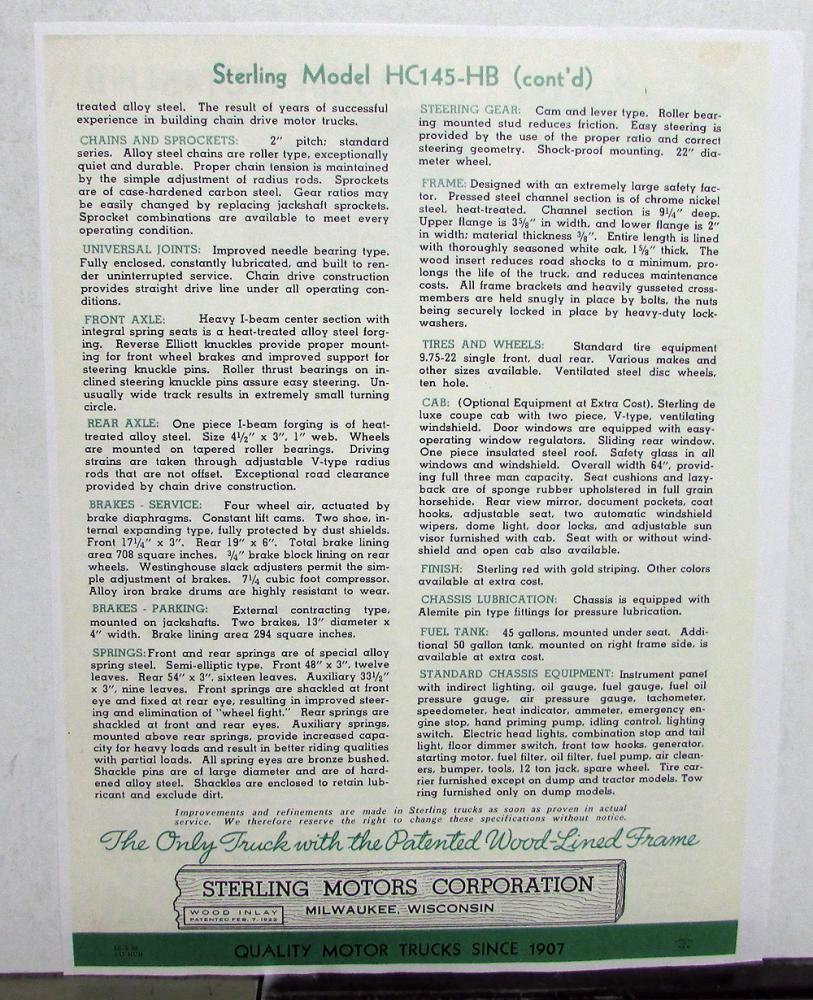 Sterling Model HC145-HB (cont'd)
treated alloy steel. The result of years of successful
experience in building chain drive motor trucks.
CHAINS AND SPROCKETS: 2" pitch; standard
series. Alloy steel chains are roller type, exceptionally
quiet and durable. Proper chain tension is maintained
by the simple adjustment of radius rods. Sprockets
are of case-hardened carbon steel. Gear ratios may
be easily changed by replacing jackshaft sprockets.
Sprocket combinations are available to meet every
operating condition.
UNIVERSAL JOINTS: Improved needle bearing type.
Fully enclosed, constantly lubricated, and built to ren-
der uninterrupted service. Chain drive construction
provides straight drive line under all operating con-
ditions.
FRONT AXLE: Heavy I-beam center section with
integral spring seats is a heat-treated alloy steel forg-
ing. Reverse Elliott knuckles provide proper mount-
ing for front wheel brakes and improved support for
steering knuckle pins. Roller thrust bearings on in-
clined steering knuckle pins assure easy steering. Un-
usually wide track results in extremely small turning
circle.
REAR AXLE: One piece I-beam forging is of heat-
treated alloy steel. Size 4½" x 3", 1" web. Wheels
are mounted on tapered roller bearings. Driving
strains are taken through adjustable V-type radius
rods that are not offset. Exceptional road clearance
provided by chain drive construction.
BRAKES - SERVICE: Four wheel air, actuated by
brake diaphragms. Constant lift cams. Two shoe, in-
ternal expanding type, fully protected by dust shields.
Front 17¼" x 3". Rear 19" x 6". Total brake lining
area 708 square inches. ¾" brake block lining on rear
wheels. Westinghouse slack adjusters permit the sim-
ple adjustment of brakes. 7¼ cubic foot compressor.
Alloy iron brake drums are highly resistant to wear.
BRAKES - PARKING: External contracting type,
mounted on jackshafts. Two brakes, 13" diameter x
4" width. Brake lining area 294 square inches.
SPRINGS: Front and rear springs are of special alloy
spring steel. Semi-elliptic type. Front 48" x 3", twelve
leaves. Rear 54" x 3", sixteen leaves. Auxiliary 33½"
x 3", nine leaves. Front springs are shackled at front
eye and fixed at rear eye, resulting in improved steer-
ing and elimination of "wheel fight." Rear springs are
shackled at front and rear eyes. Auxiliary springs,
mounted above rear springs, provide increased capa-
city for heavy loads and result in better riding qualities
with partial loads. All spring eyes are bronze bushed.
Shackle pins are of large diameter and are of hard-
ened alloy steel. Shackles are enclosed to retain lub-
ricant and exclude dirt.
STEERING GEAR: Cam and lever type. Roller bear-
ing mounted stud reduces friction. Easy steering is
provided by the use of the proper ratio and correct
steering geometry. Shock-proof mounting. 22" dia-
meter wheel.
FRAME: Designed with an extremely large safety fac-
tor. Pressed steel channel section is of chrome nickel
steel, heat-treated. Channel section is 9¼" deep.
Upper flange is 3⅝" in width, and lower flange is 2"
in width; material thickness ⅜". Entire length is lined
with thoroughly seasoned white oak, 1⅝" thick. The
wood insert reduces road shocks to a minimum, pro-
longs the life of the truck, and reduces maintenance
costs. All frame brackets and heavily gusseted cross-
members are held snugly in place by bolts, the nuts
being securely locked in place by heavy-duty lock-
washers.
TIRES AND WHEELS: Standard tire equipment
9.75-22 single front, dual rear. Various makes and
other sizes available. Ventilated steel disc wheels,
ten hole.
CAB: (Optional Equipment at Extra Cost). Sterling de
luxe coupe cab with two piece, V-type, ventilating
windshield. Door windows are equipped with easy-
operating window regulators. Sliding rear window.
One piece insulated steel roof. Safety glass in all
windows and windshield. Overall width 64", provid-
ing full three man capacity. Seat cushions and lazy-
back are of sponge rubber upholstered in full grain
horsehide. Rear view mirror, document pockets, coat
hooks, adjustable seat, two automatic windshield
wipers, dome light, door locks, and adjustable sun
visor furnished with cab. Seat with or without wind-
shield and open cab also available.
FINISH: Sterling red with gold striping. Other colors
available at extra cost.
CHASSIS LUBRICATION: Chassis is equipped with
Alemite pin type fittings for pressure lubrication.
FUEL TANK: 45 gallons, mounted under seat. Addi-
tional 50 gallon tank, mounted on right frame side, is
available at extra cost.
STANDARD CHASSIS EQUIPMENT: Instrument panel
with indirect lighting, oil gauge, fuel gauge, fuel oil
pressure gauge, air pressure gauge, tachometer,
speedometer, heat indicator, ammeter, emergency en-
gine stop, hand priming pump, idling control, lighting
switch. Electric head lights, combination stop and tail
light, floor dimmer switch, front tow hooks, generator,
starting motor, fuel filter, oil filter, fuel pump, air clean-
ers, bumper, tools, 12 ton jack, spare wheel. Tire car-
rier furnished except on dump and tractor models. Tow
ring furnished only on dump models.
Improvements and refinements are made in Sterling trucks as soon as proven in actual
service. We therefore reserve the right to change these specifications without notice.
The Only Truck with the Patented Wood-Lined Frame
STERLING MOTORS CORPORATION
WOOD INLAY
PATENTED FEB. 7, 1922
MILWAUKEE, WISCONSIN
QUALITY MOTOR TRUCKS SINCE 1907